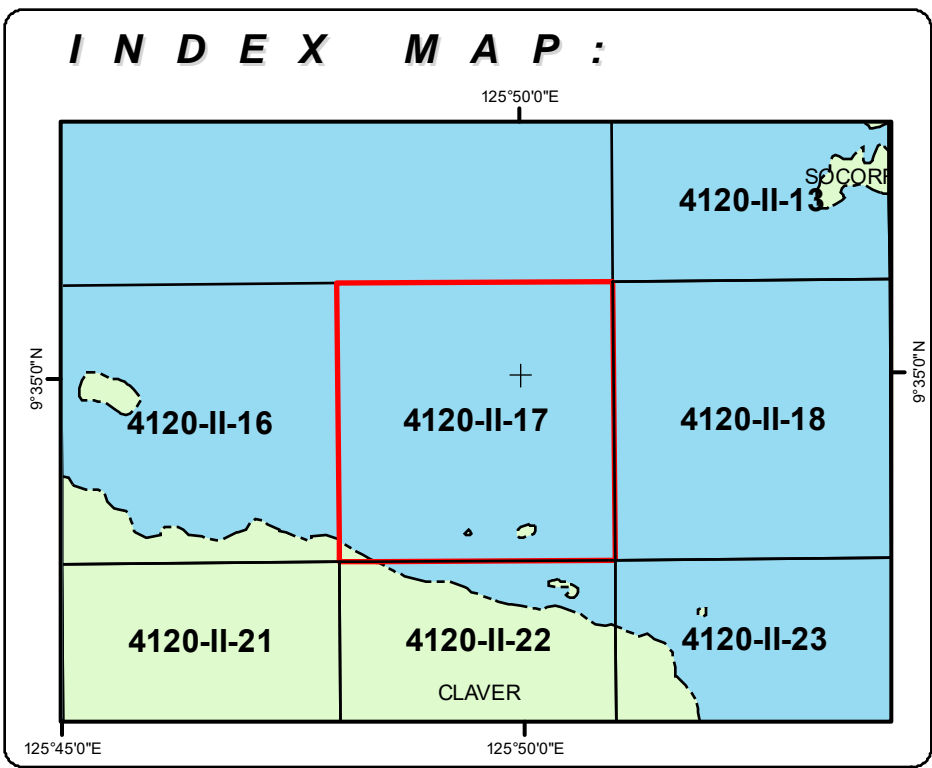 INDEX MAP:
125°50'0"E
SOCORR
4120-II-13
9°35'0"N
9°35'0"N
4120-II-16
4120-II-17
4120-II-18
4120-II-21
4120-II-22
4120-II-23
CLAVER
125°45'0"E
125°50'0"E